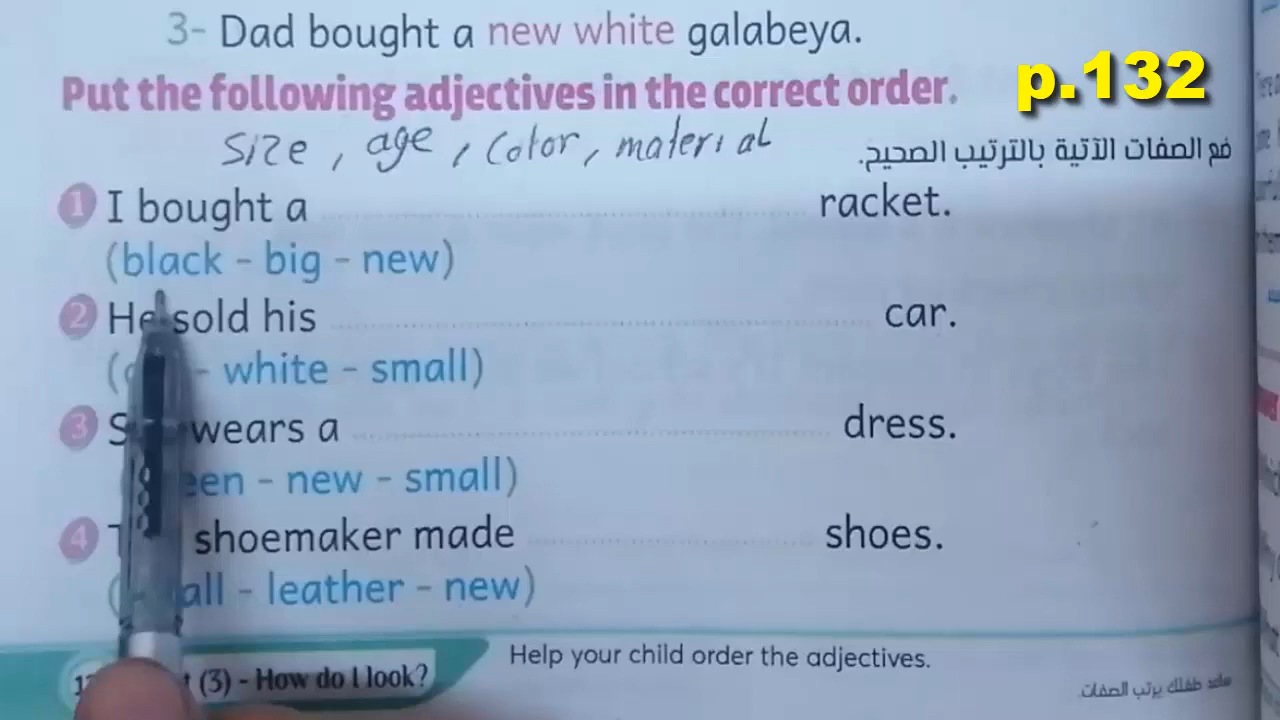 3- Dad bought a new white galabeya.
p.132
Put the following adjectives in the correct order.
size, age, color, material
ضع الصفات الآتية بالترتيب الصحيح.
1 I bought a ........ racket.
(black - big - new)
2 He sold his ........ car.
- white - small)
3 wears a ........ dress.
- new - small)
4 shoemaker made ........ shoes.
- leather - new)
(3) - How do I look?
Help your child order the adjectives.
ساعد طفلك يرتب الصفات.